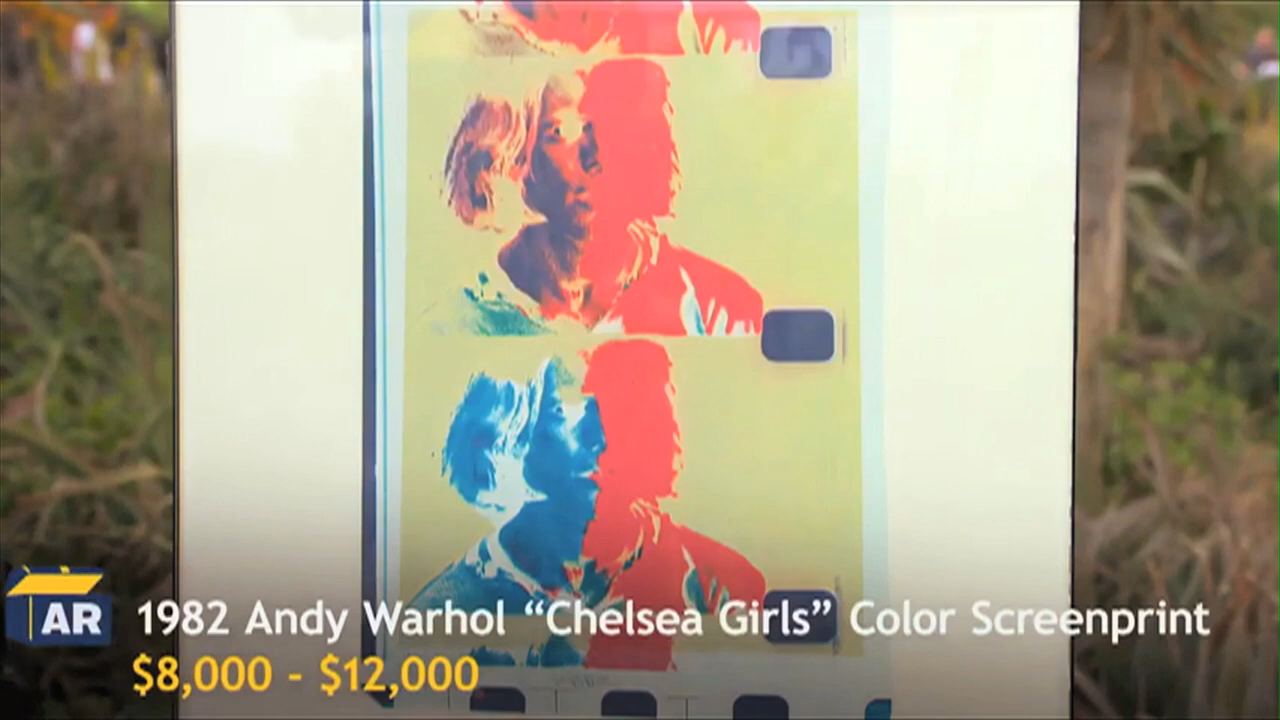 AR
1982 Andy Warhol “Chelsea Girls” Color Screenprint
$8,000 - $12,000